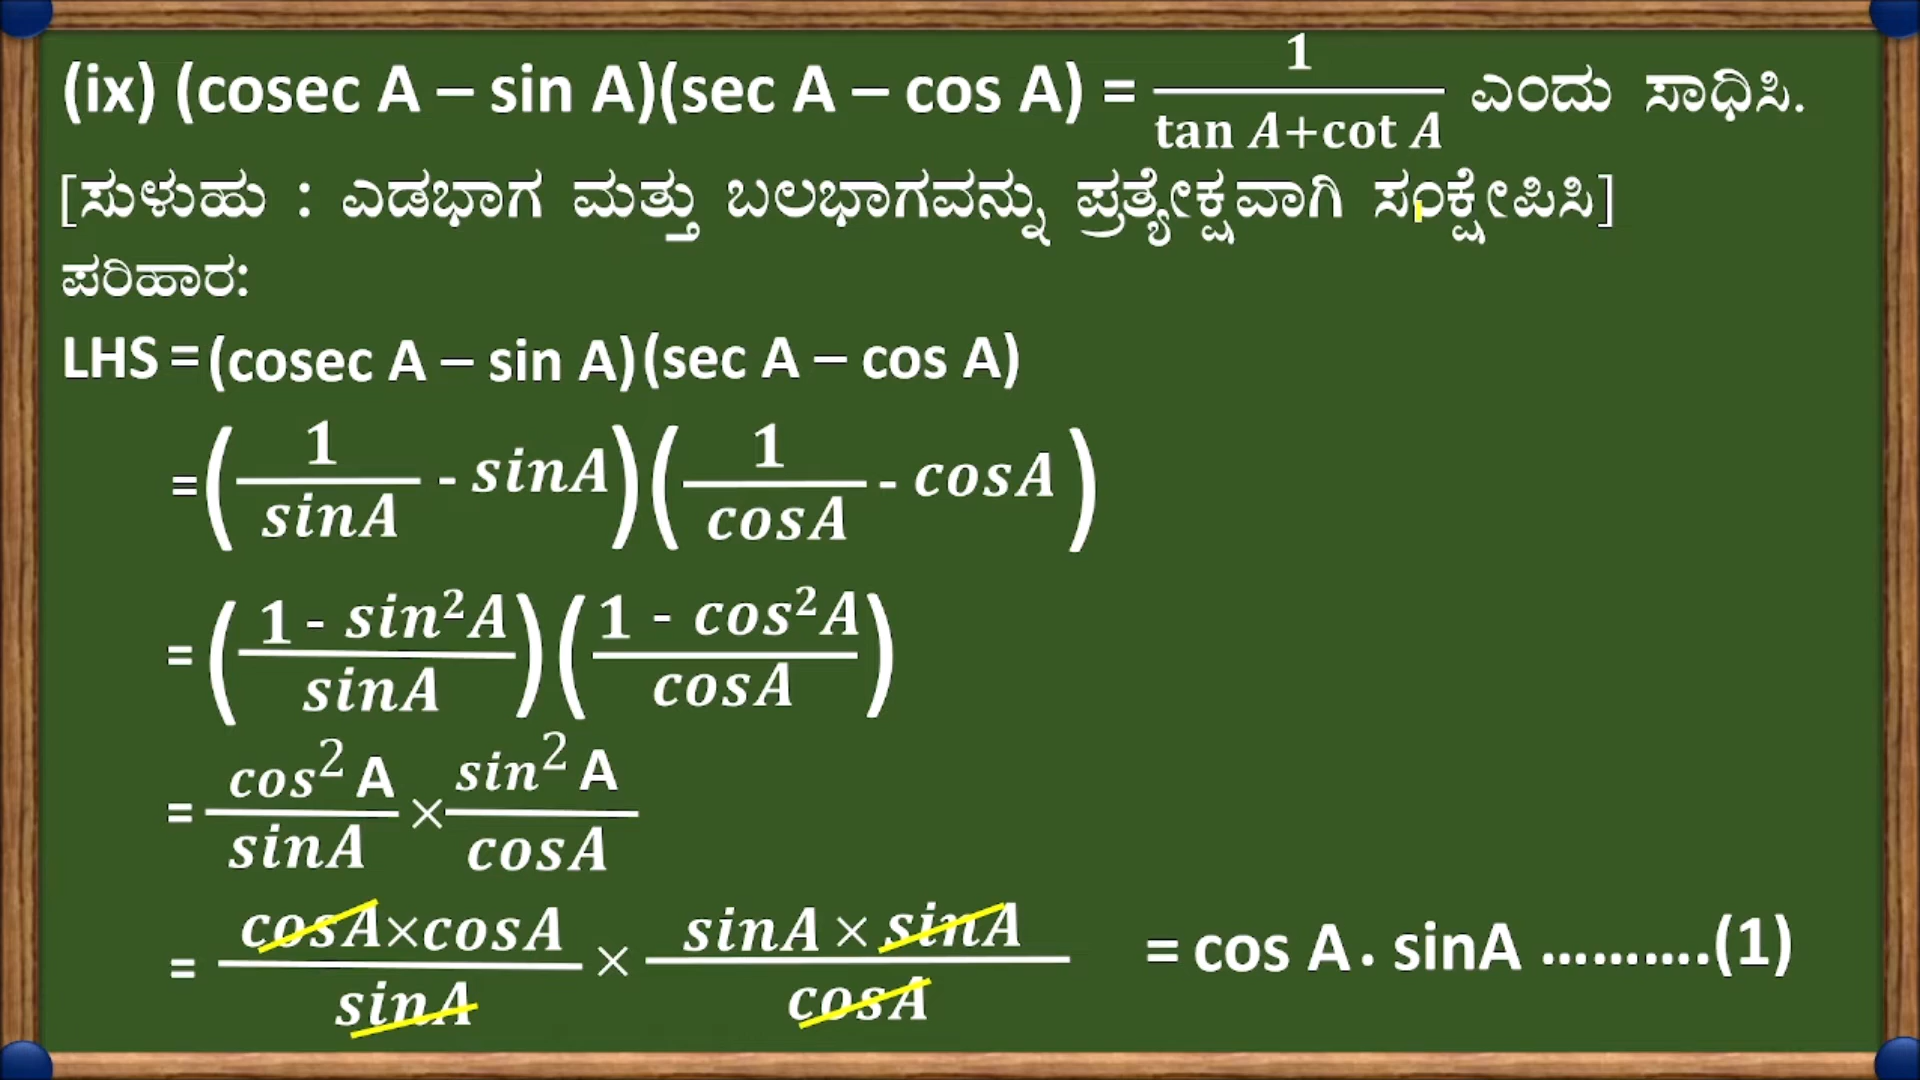 (ix) (cosec A – sin A)(sec A – cos A) = 1/(tan A+cot A) ಎಂದು ಸಾಧಿಸಿ.
[ಸುಳುಹು : ಎಡಭಾಗ ಮತ್ತು ಬಲಭಾಗವನ್ನು ಪ್ರತ್ಯೇಕ್ಷವಾಗಿ ಸಂಕ್ಷೇಪಿಸಿ]
ಪರಿಹಾರ:
LHS = (cosec A – sin A)(sec A – cos A)
= (1/sinA - sinA)(1/cosA - cosA)
= ((1 - sin²A)/sinA)((1 - cos²A)/cosA)
= cos² A/sinA × sin² A/cosA
= (cosA×cosA)/sinA × (sinA × sinA)/cosA = cos A . sinA ..........(1)